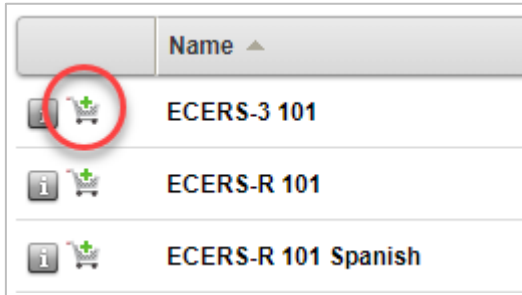 Name
ECERS-3 101
ECERS-R 101
ECERS-R 101 Spanish